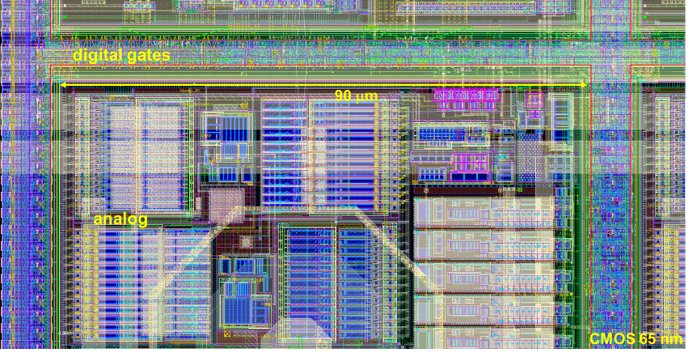 digital gates
90 µm
analog
CMOS 65 nm